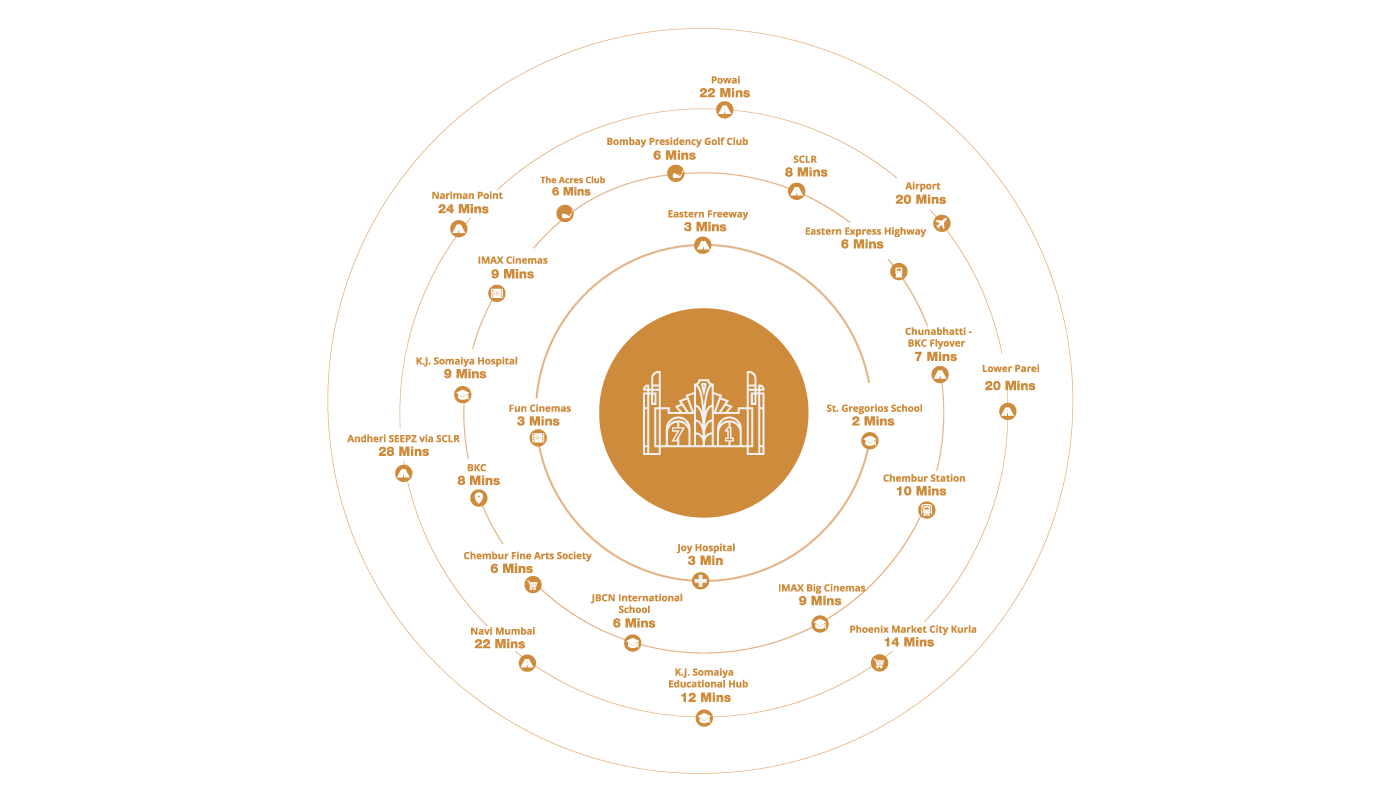 Powai
22 Mins
Bombay Presidency Golf Club
6 Mins
SCLR
8 Mins
The Acres Club
6 Mins
Airport
20 Mins
Nariman Point
24 Mins
Eastern Freeway
3 Mins
Eastern Express Highway
6 Mins
IMAX Cinemas
9 Mins
Chunabhatti -
BKC Flyover
7 Mins
K.J. Somaiya Hospital
9 Mins
Lower Parel
20 Mins
Fun Cinemas
3 Mins
7 1
St. Gregorios School
2 Mins
Andheri SEEPZ via SCLR
28 Mins
BKC
8 Mins
Chembur Station
10 Mins
Chembur Fine Arts Society
6 Mins
Joy Hospital
3 Min
JBCN International
School
6 Mins
IMAX Big Cinemas
9 Mins
Navi Mumbai
22 Mins
Phoenix Market City Kurla
14 Mins
K.J. Somaiya
Educational Hub
12 Mins